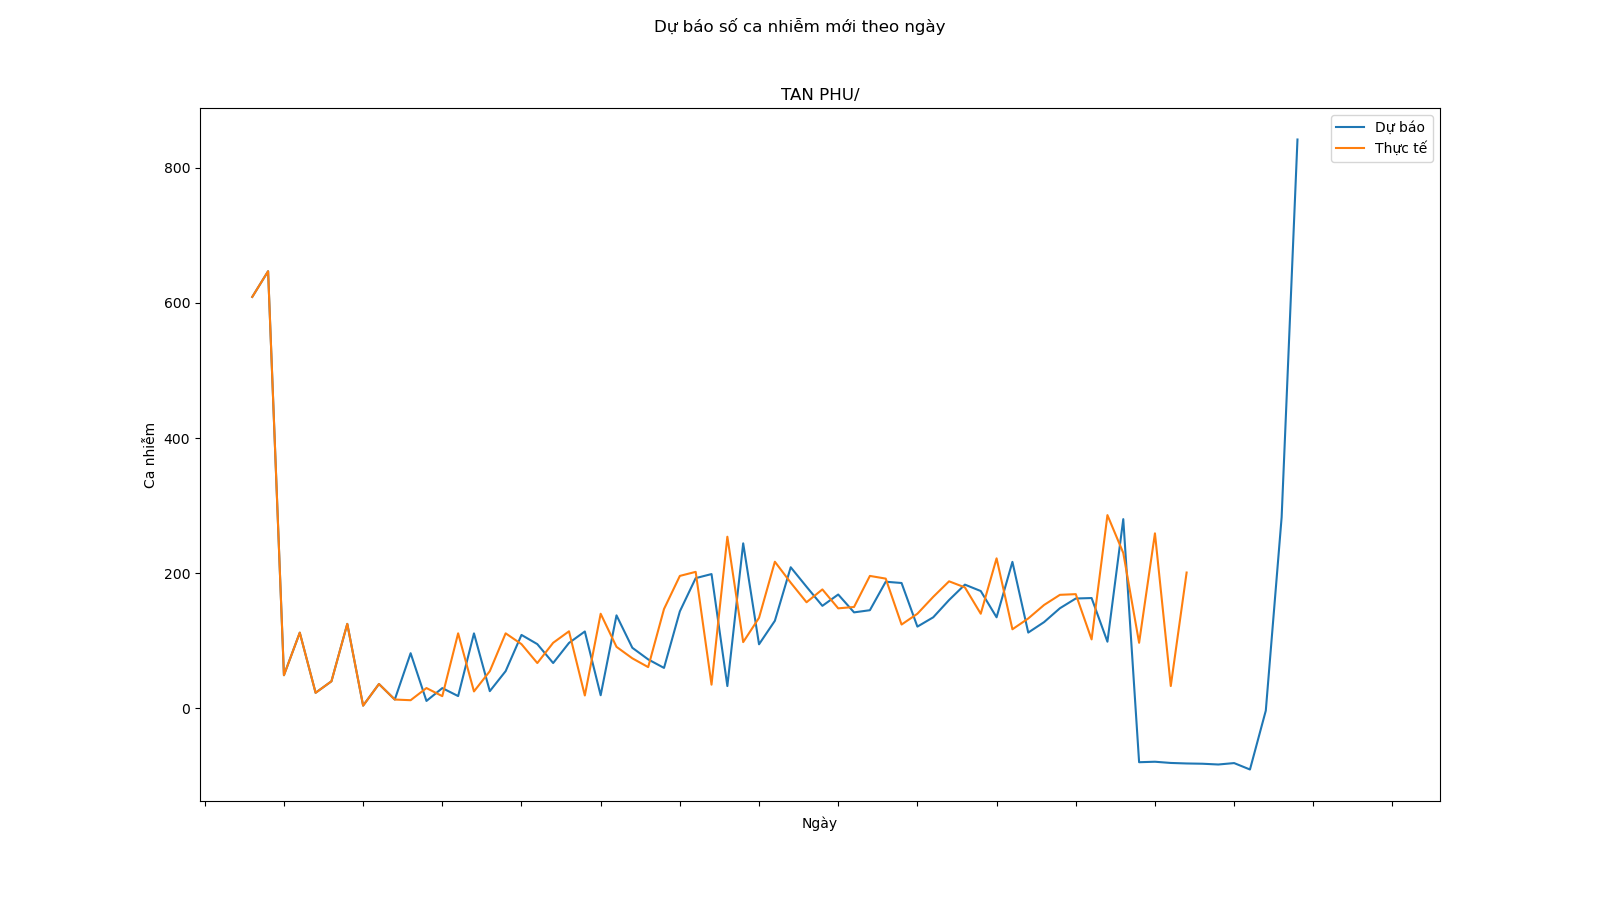 Dự báo số ca nhiễm mới theo ngày
TAN PHU/
Dự báo
Thực tế
800
600
400
200
0
Ca nhiễm
Ngày